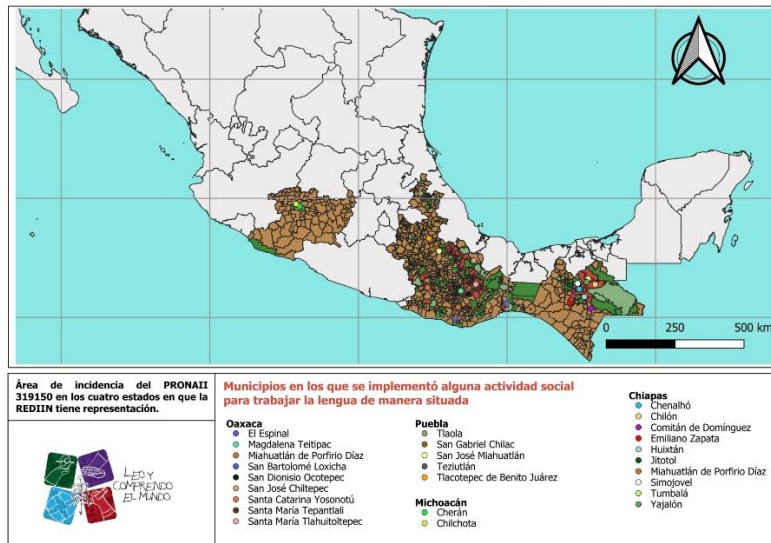 0
250
500 km
Área de incidencia del PRONAII
319150 en los cuatro estados en que la
REDIIN tiene representación.
LEO Y
COMPRENDO
EL MUNDO
Municipios en los que se implementó alguna actividad social
para trabajar la lengua de manera situada
Oaxaca
El Espinal
Magdalena Teitipac
Miahuatlán de Porfirio Díaz
San Bartolomé Loxicha
San Dionisio Ocotepec
San José Chiltepec
Santa Catarina Yosonotú
Santa María Tepantlali
Santa María Tlahuitoltepec
Puebla
Tlaola
San Gabriel Chilac
San José Miahuatlán
Teziutlán
Tlacotepec de Benito Juárez
Michoacán
Cherán
Chilchota
Chiapas
Chenalhó
Chilón
Comitán de Domínguez
Emiliano Zapata
Huixtán
Jitotol
Miahuatlán de Porfirio Díaz
Simojovel
Tumbalá
Yajalón